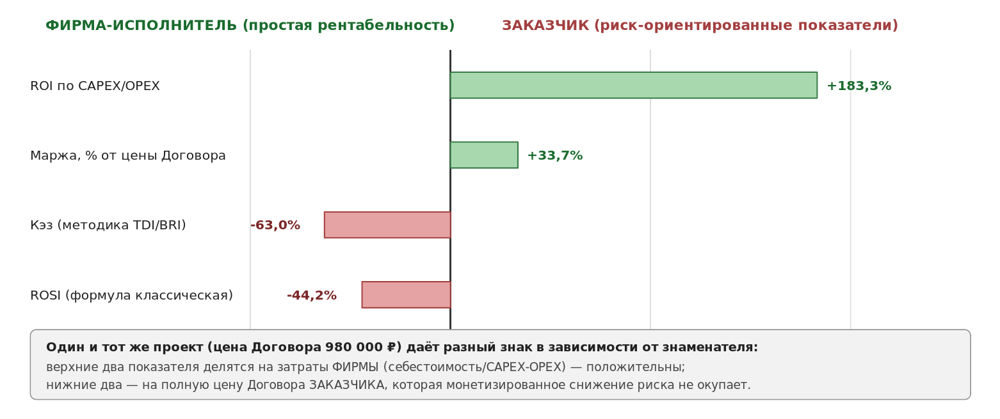 ФИРМА-ИСПОЛНИТЕЛЬ (простая рентабельность)
ЗАКАЗЧИК (риск-ориентированные показатели)
ROI по CAPEX/OPEX
+183,3%
Маржа, % от цены Договора
+33,7%
Кэз (методика TDI/BRI)
-63,0%
ROSI (формула классическая)
-44,2%
Один и тот же проект (цена Договора 980 000 ₽) даёт разный знак в зависимости от знаменателя:
верхние два показателя делятся на затраты ФИРМЫ (себестоимость/CAPEX-OPEX) — положительны;
нижние два — на полную цену Договора ЗАКАЗЧИКА, которая монетизированное снижение риска не окупает.